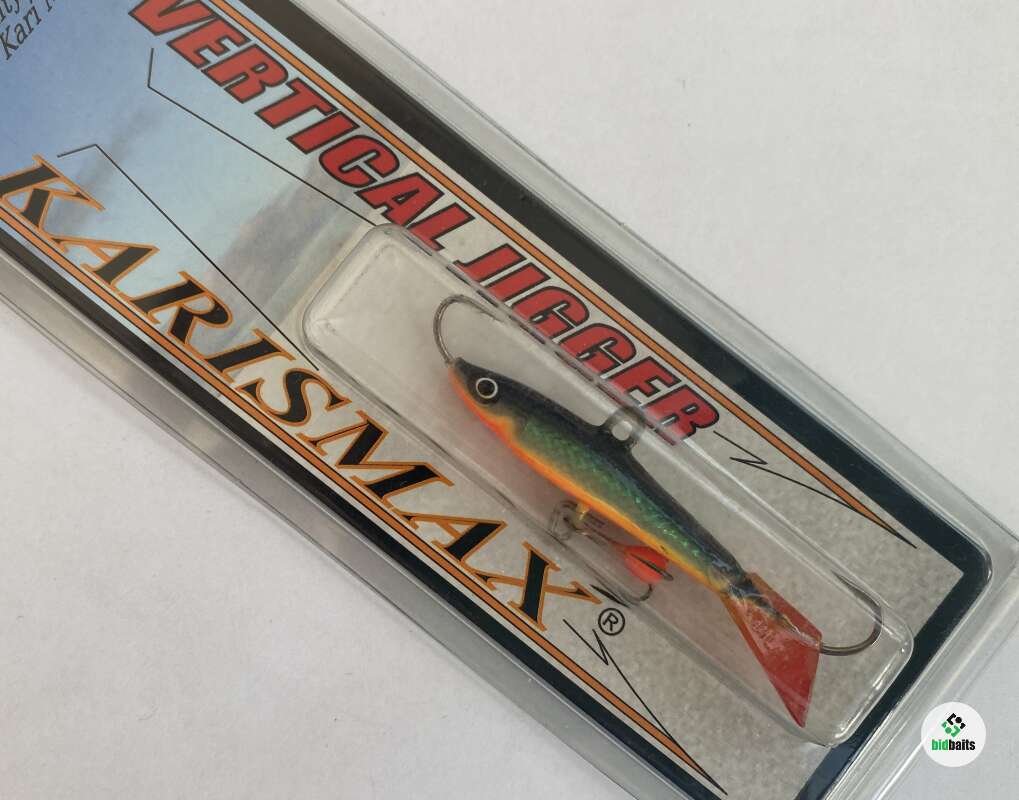 Kari
VERTICAL JIGGER
KARISMAX®
bidbaits